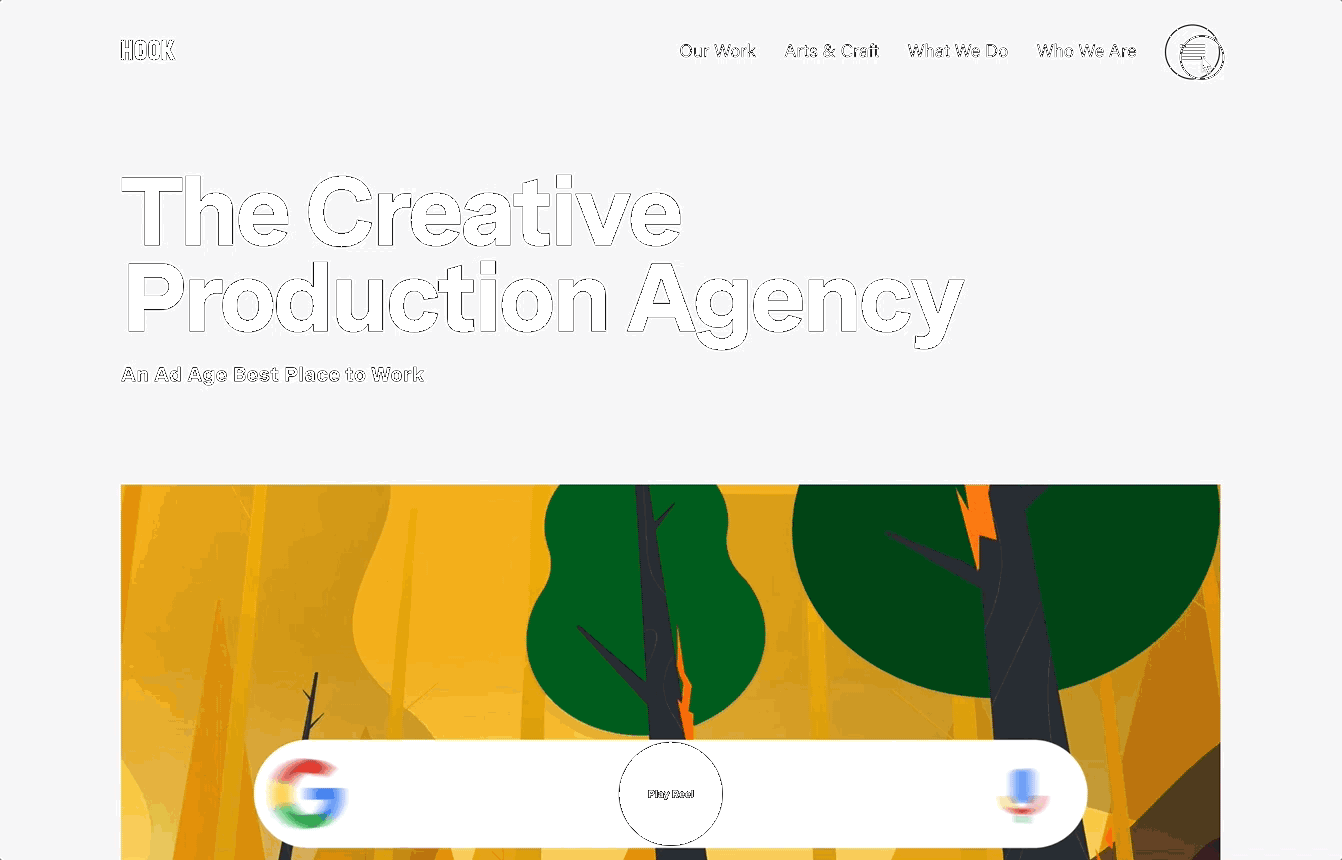 HOOK
Our Work Arts & Craft What We Do Who We Are
The Creative
Production Agency
An Ad Age Best Place to Work
G
Play Reel